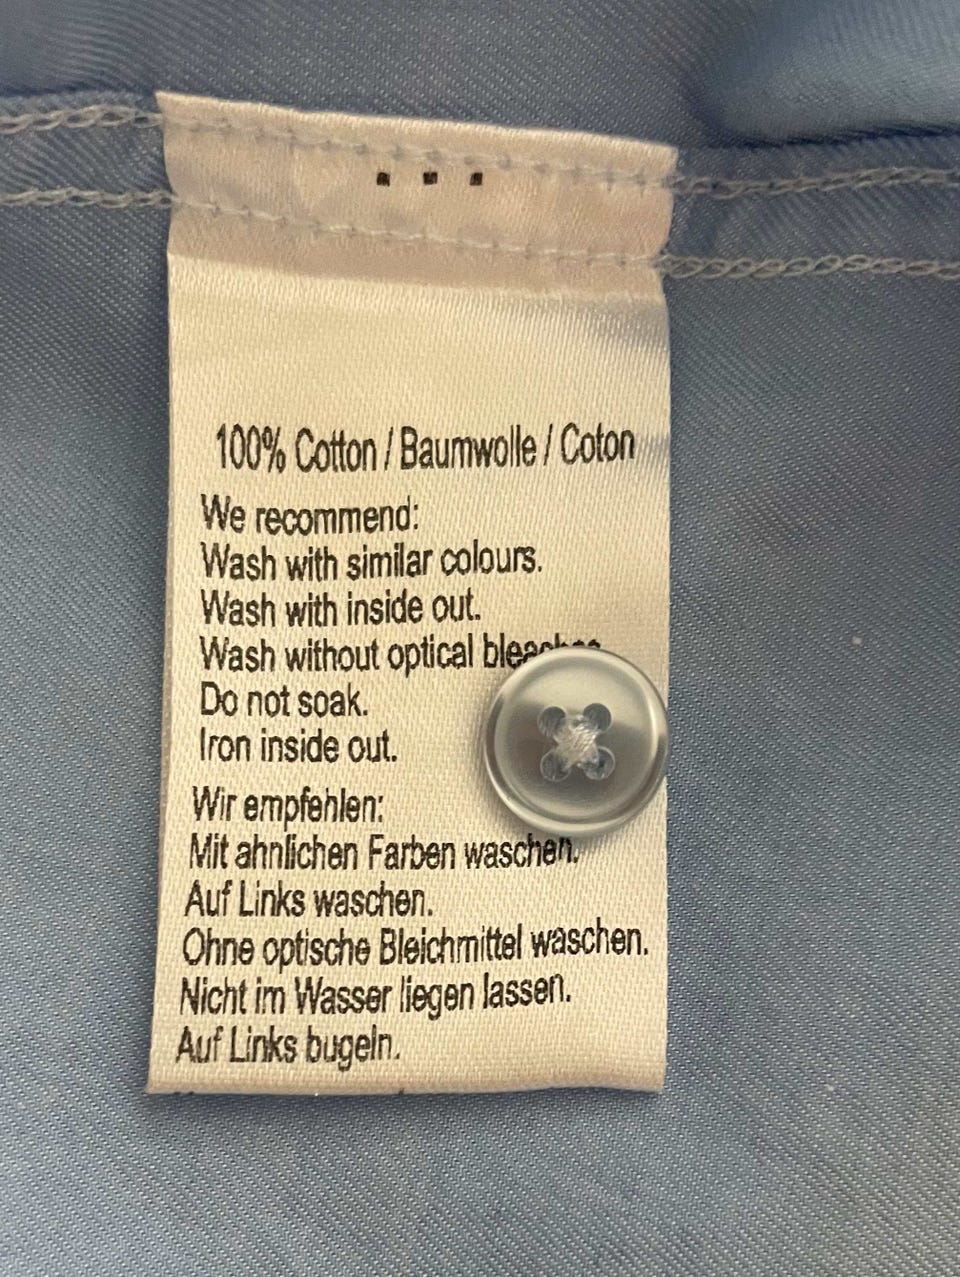 100% Cotton / Baumwolle / Coton
We recommend:
Wash with similar colours.
Wash with inside out.
Wash without optical bleaches
Do not soak.
Iron inside out.
Wir empfehlen:
Mit ahnlichen Farben waschen.
Auf Links waschen.
Ohne optische Bleichmittel waschen.
Nicht im Wasser liegen lassen.
Auf Links bugeln.